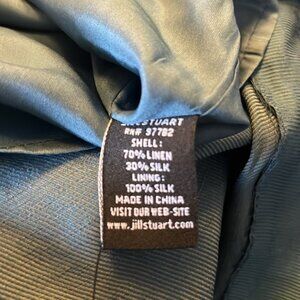 JILLSTUART
RN# 97782
SHELL:
70% LINEN
30% SILK
LINING:
100% SILK
MADE IN CHINA
VISIT OUR WEB-SITE
www.jillstuart.com